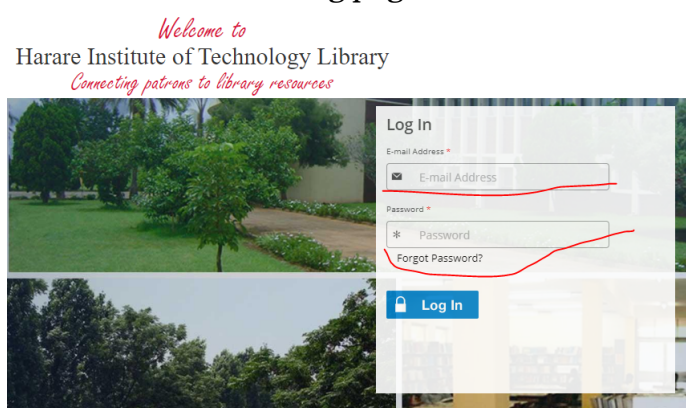 Welcome to
Harare Institute of Technology Library
Connecting patrons to library resources
Log In
E-mail Address *
E-mail Address
Password *
* Password
Forgot Password?
Log In